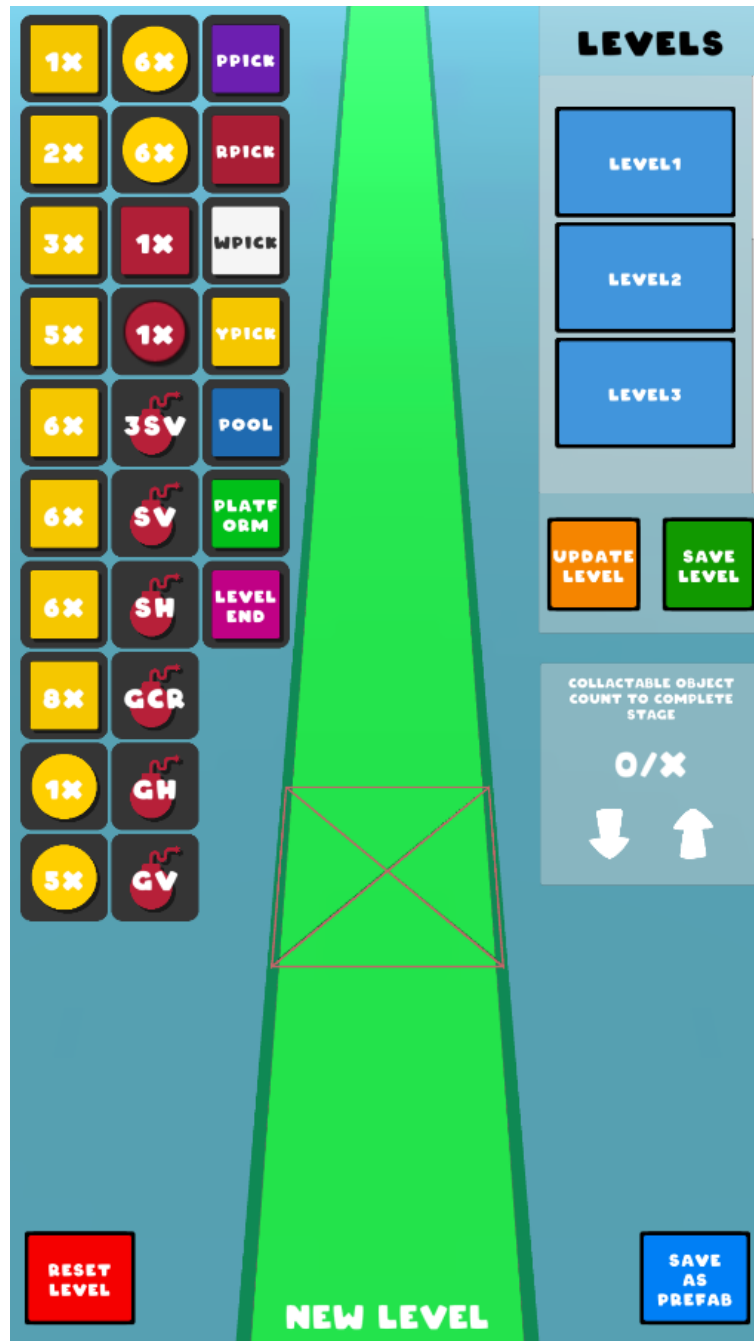 1X 6X PPICK
2X 6X RPICK
3X 1X WPICK
5X 1X YPICK
6X 3SV POOL
6X SV PLATF
ORM
6X SH LEVEL
END
8X GCR
1X GH
5X GV
LEVELS
LEVEL1
LEVEL2
LEVEL3
UPDATE
LEVEL
SAVE
LEVEL
COLLACTABLE OBJECT
COUNT TO COMPLETE
STAGE
0/X
RESET
LEVEL
NEW LEVEL
SAVE
AS
PREFAB